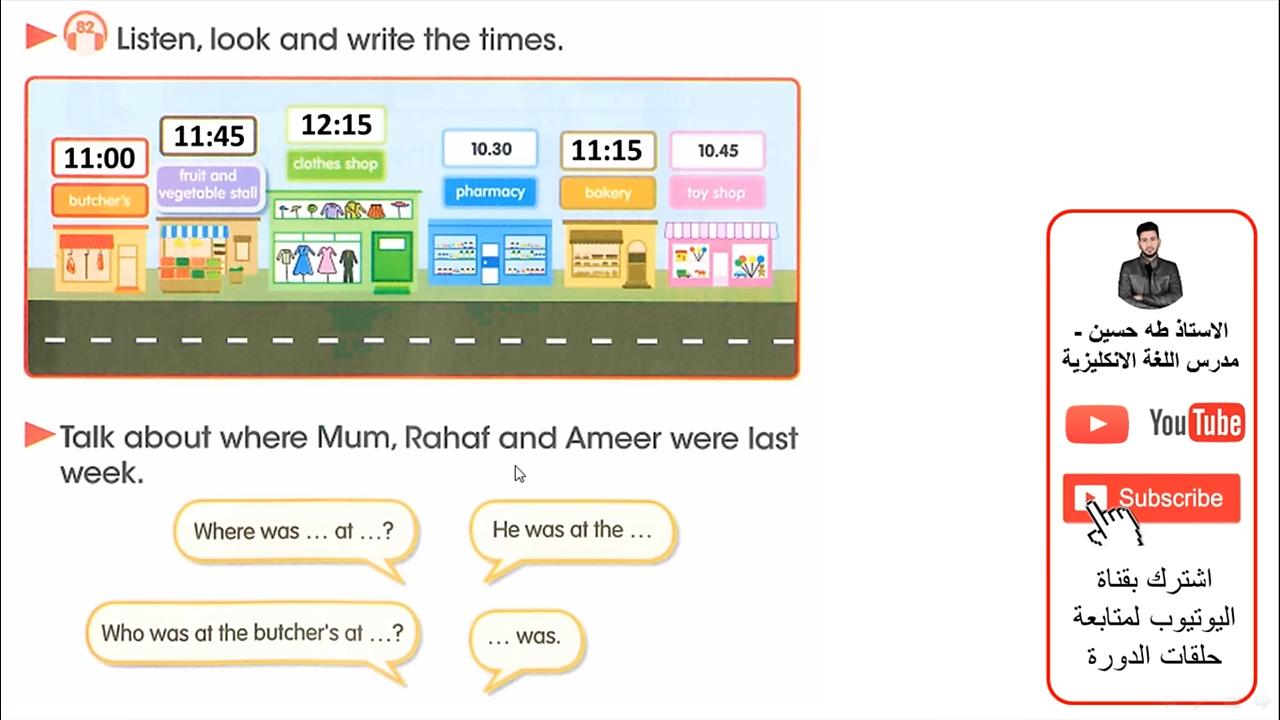 82
Listen, look and write the times.
11:00
butcher's
11:45
fruit and
vegetable stall
12:15
clothes shop
10.30
pharmacy
11:15
bakery
10.45
toy shop
Talk about where Mum, Rahaf and Ameer were last
week.
Where was ... at ...?
He was at the ...
Who was at the butcher's at ...?
... was.
الاستاذ طه حسين -
مدرس اللغة الانكليزية
YouTube
Subscribe
اشترك بقناة
اليوتيوب لمتابعة
حلقات الدورة